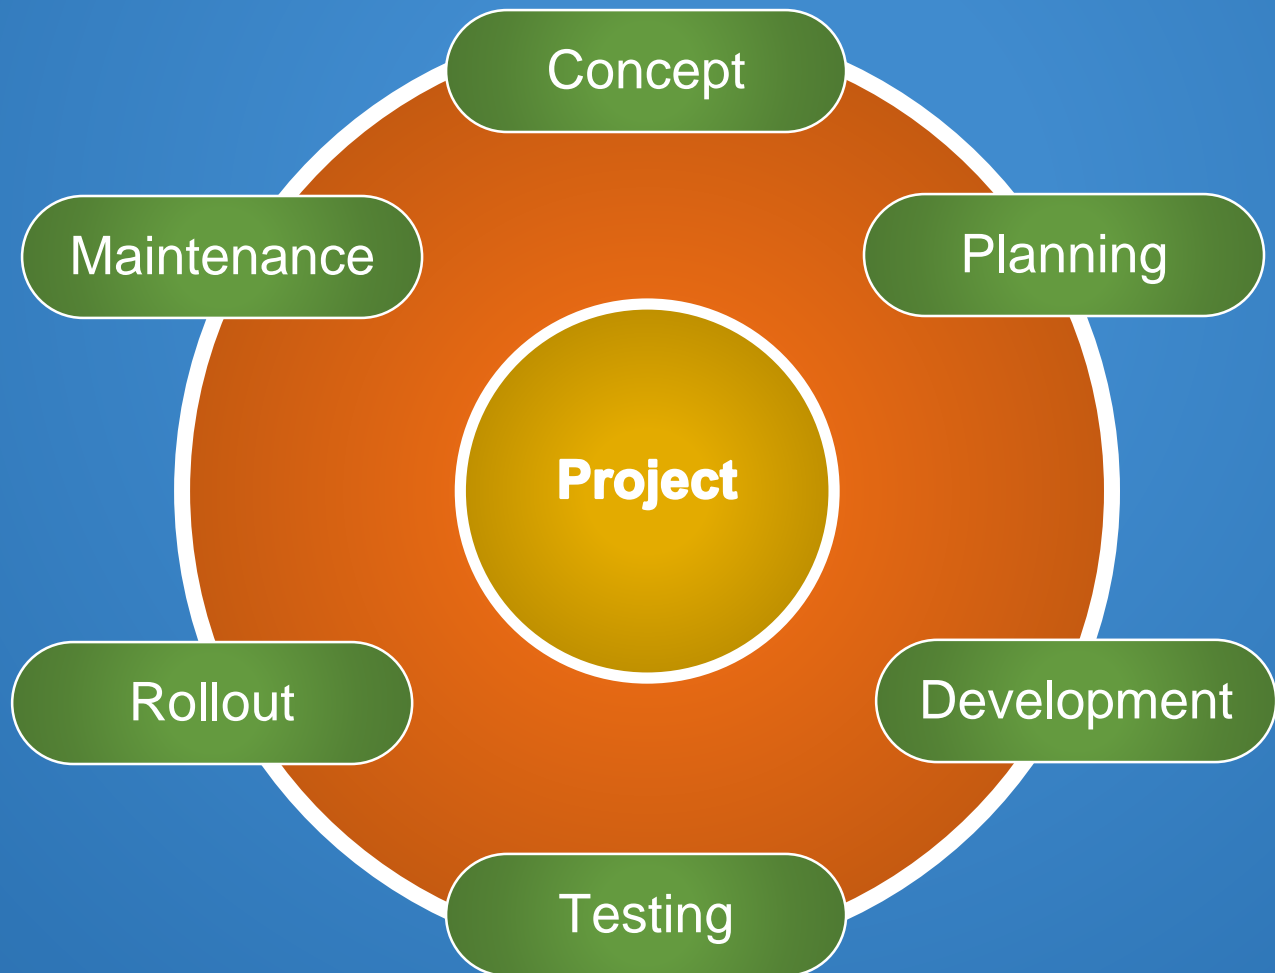 Concept
Maintenance
Planning
Project
Rollout
Development
Testing